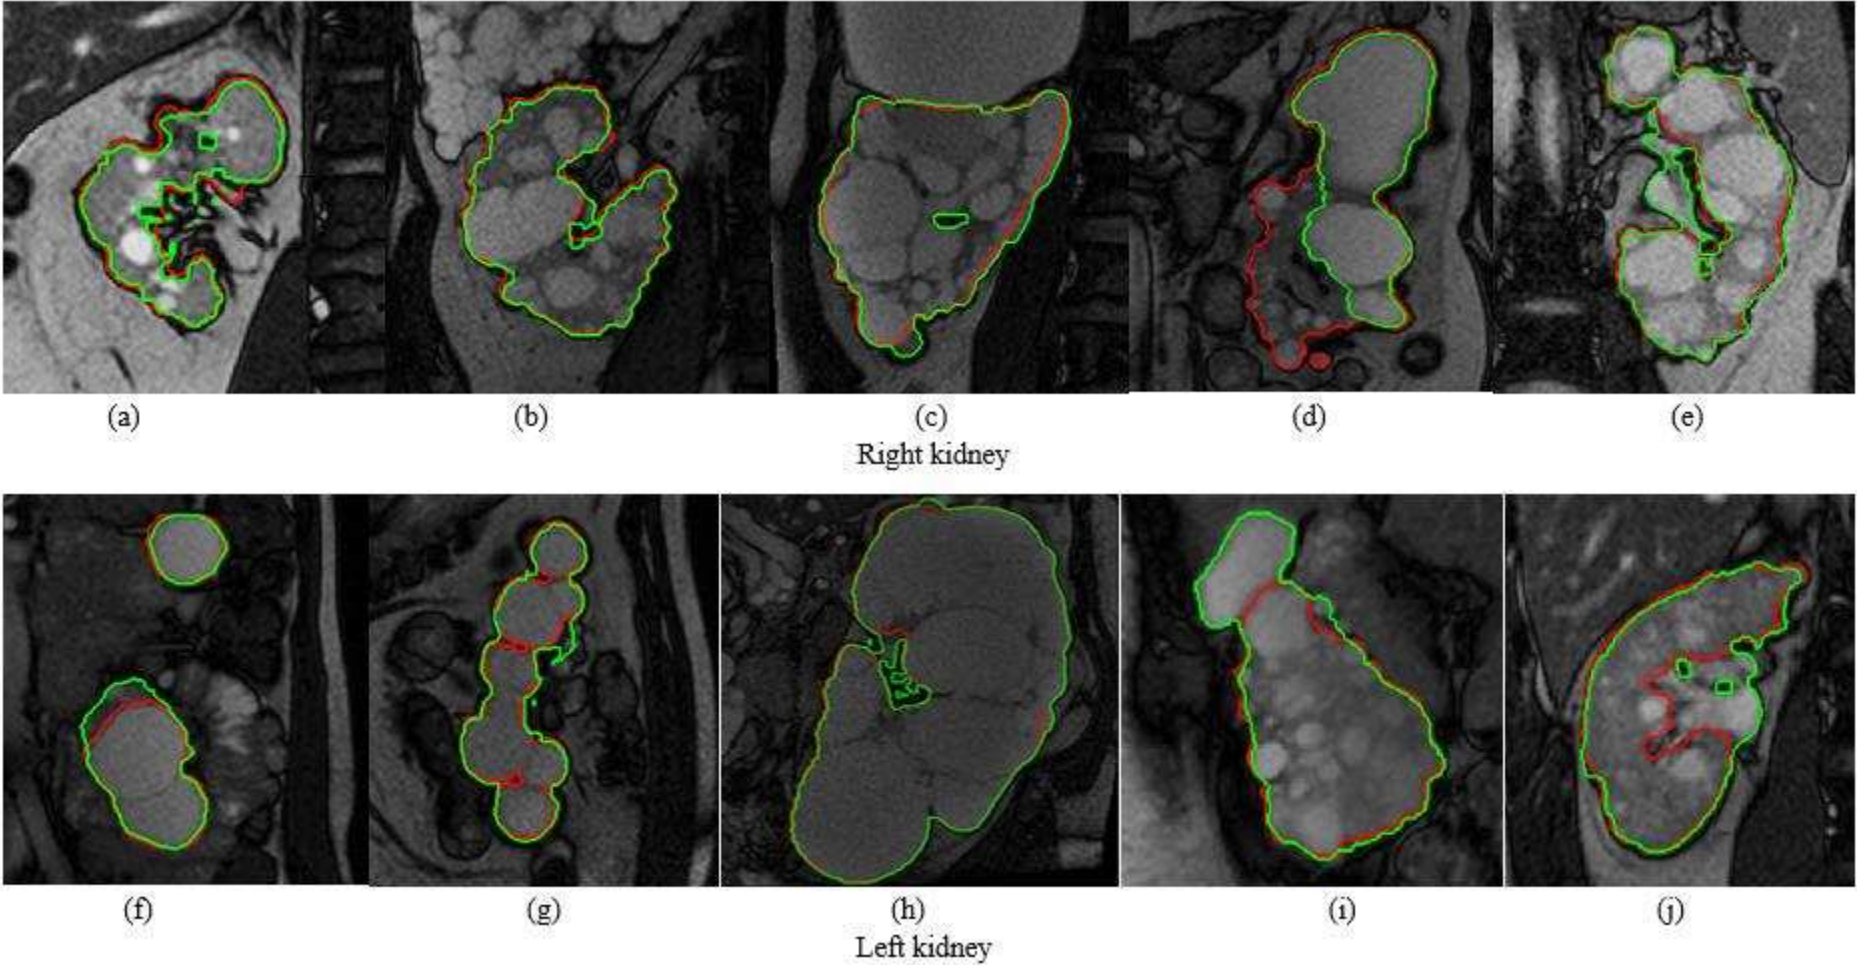 (a) (b) (c) (d) (e)
Right kidney
(f) (g) (h) (i) (j)
Left kidney